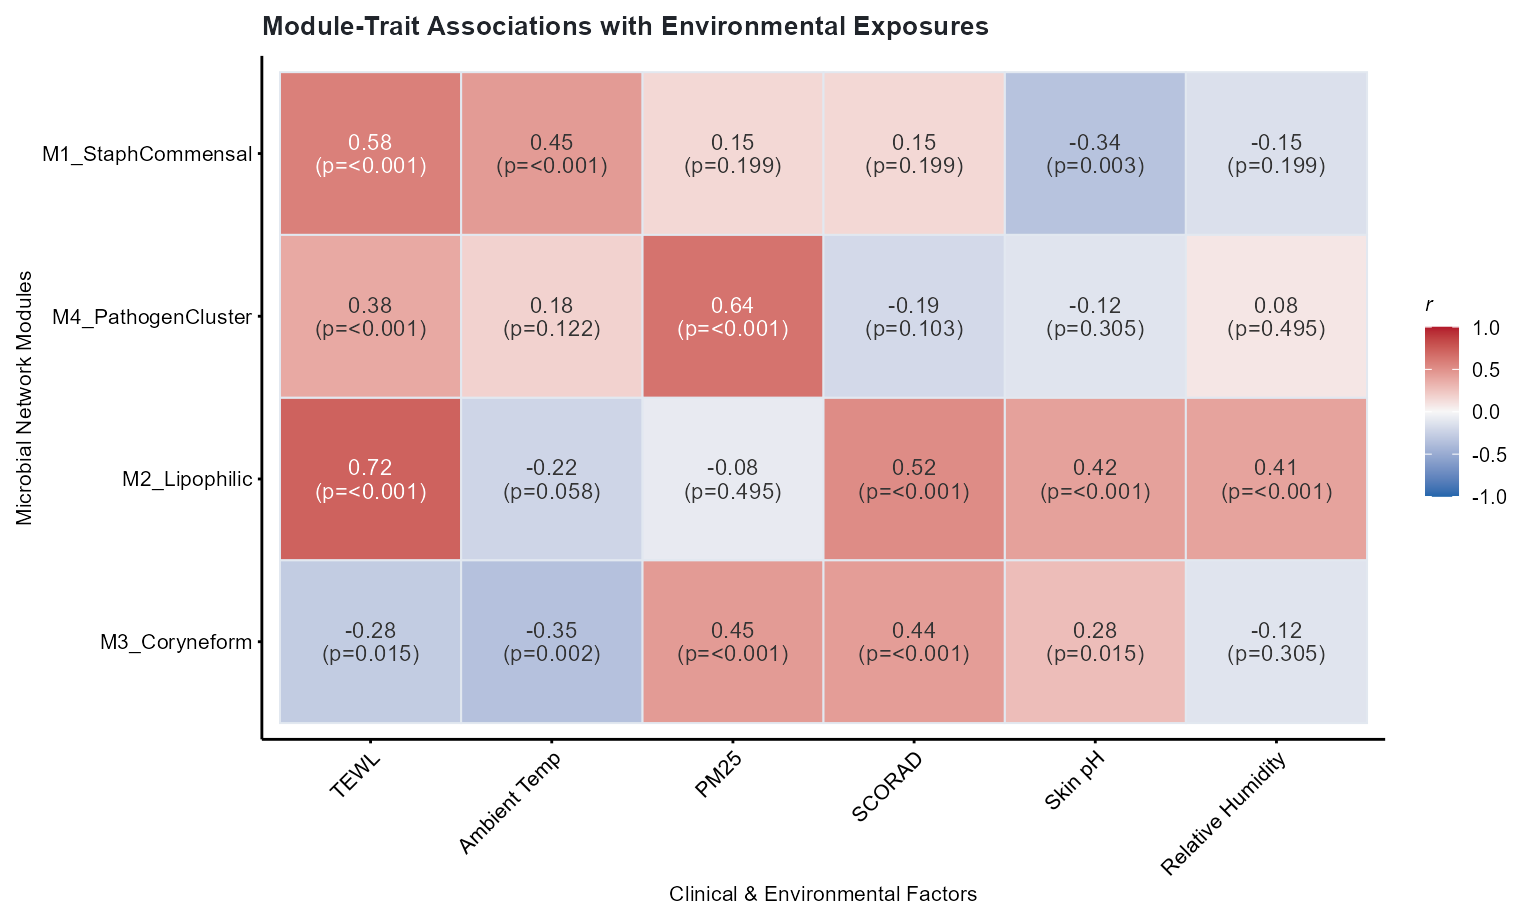 Module-Trait Associations with Environmental Exposures
Microbial Network Modules
M1_StaphCommensal
0.58
(p=<0.001)
0.45
(p=<0.001)
0.15
(p=0.199)
0.15
(p=0.199)
-0.34
(p=0.003)
-0.15
(p=0.199)
M4_PathogenCluster
0.38
(p=<0.001)
0.18
(p=0.122)
0.64
(p=<0.001)
-0.19
(p=0.103)
-0.12
(p=0.305)
0.08
(p=0.495)
M2_Lipophilic
0.72
(p=<0.001)
-0.22
(p=0.058)
-0.08
(p=0.495)
0.52
(p=<0.001)
0.42
(p=<0.001)
0.41
(p=<0.001)
M3_Coryneform
-0.28
(p=0.015)
-0.35
(p=0.002)
0.45
(p=<0.001)
0.44
(p=<0.001)
0.28
(p=0.015)
-0.12
(p=0.305)
TEWL
Ambient Temp
PM25
SCORAD
Skin pH
Relative Humidity
Clinical & Environmental Factors
r
1.0
0.5
0.0
-0.5
-1.0